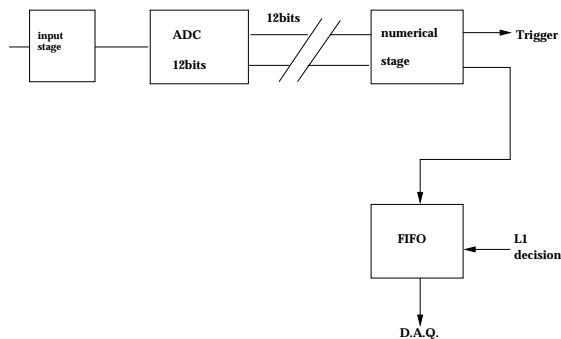 12bits
input
stage
ADC
12bits
numerical
stage
Trigger
FIFO
L1
decision
D.A.Q.